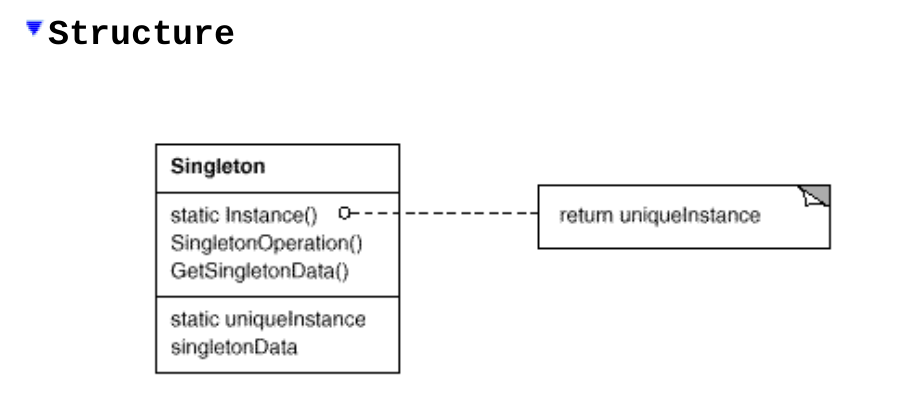 Structure
Singleton
static Instance()
return uniqueInstance
SingletonOperation()
GetSingletonData()
static uniqueInstance
singletonData